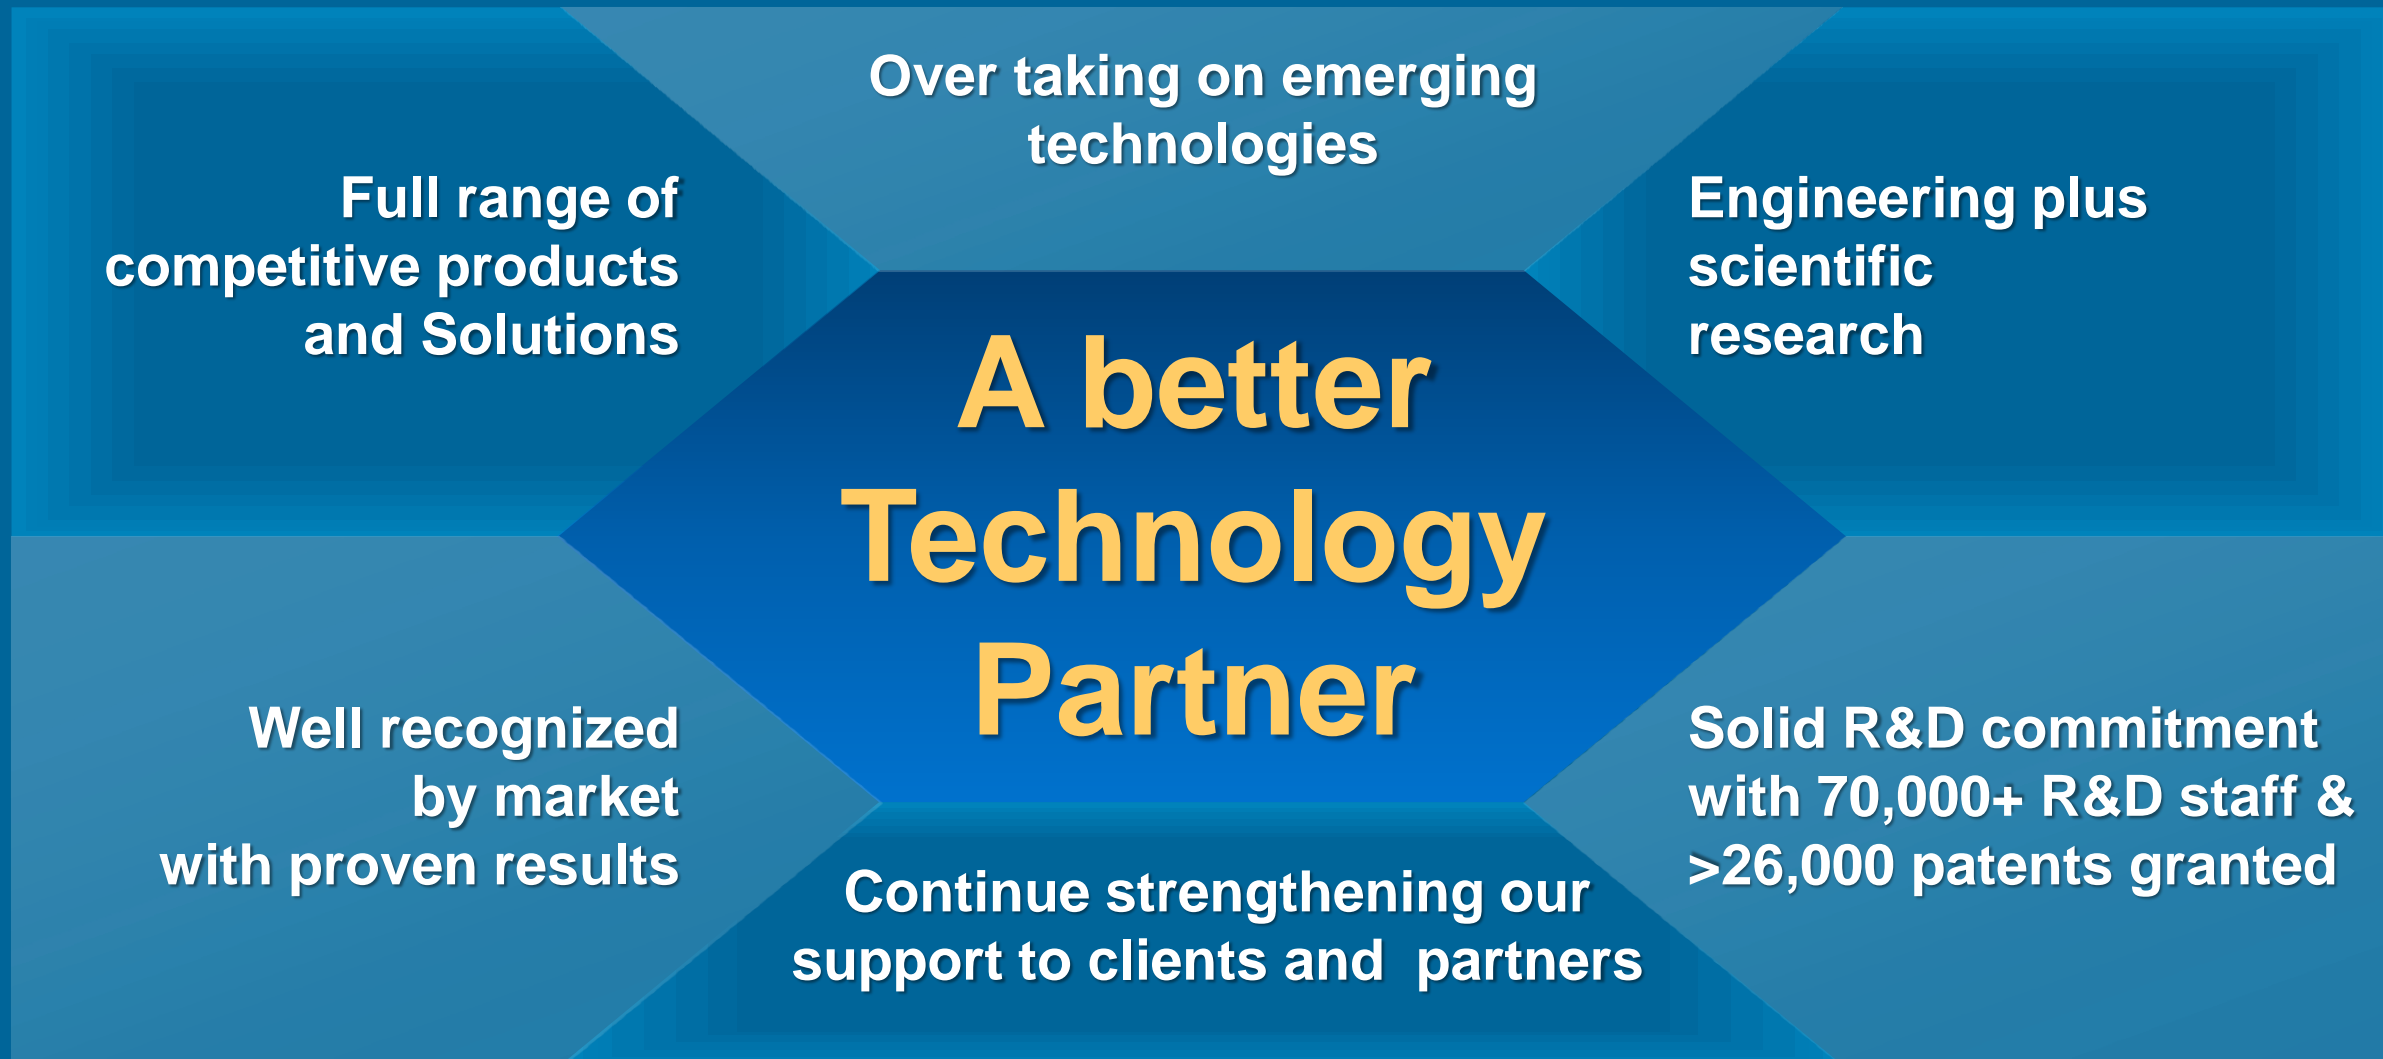 Over taking on emerging
technologies
Full range of
competitive products
and Solutions
Engineering plus
scientific
research
A better
Technology
Partner
Well recognized
by market
with proven results
Solid R&D commitment
with 70,000+ R&D staff &
>26,000 patents granted
Continue strengthening our
support to clients and  partners